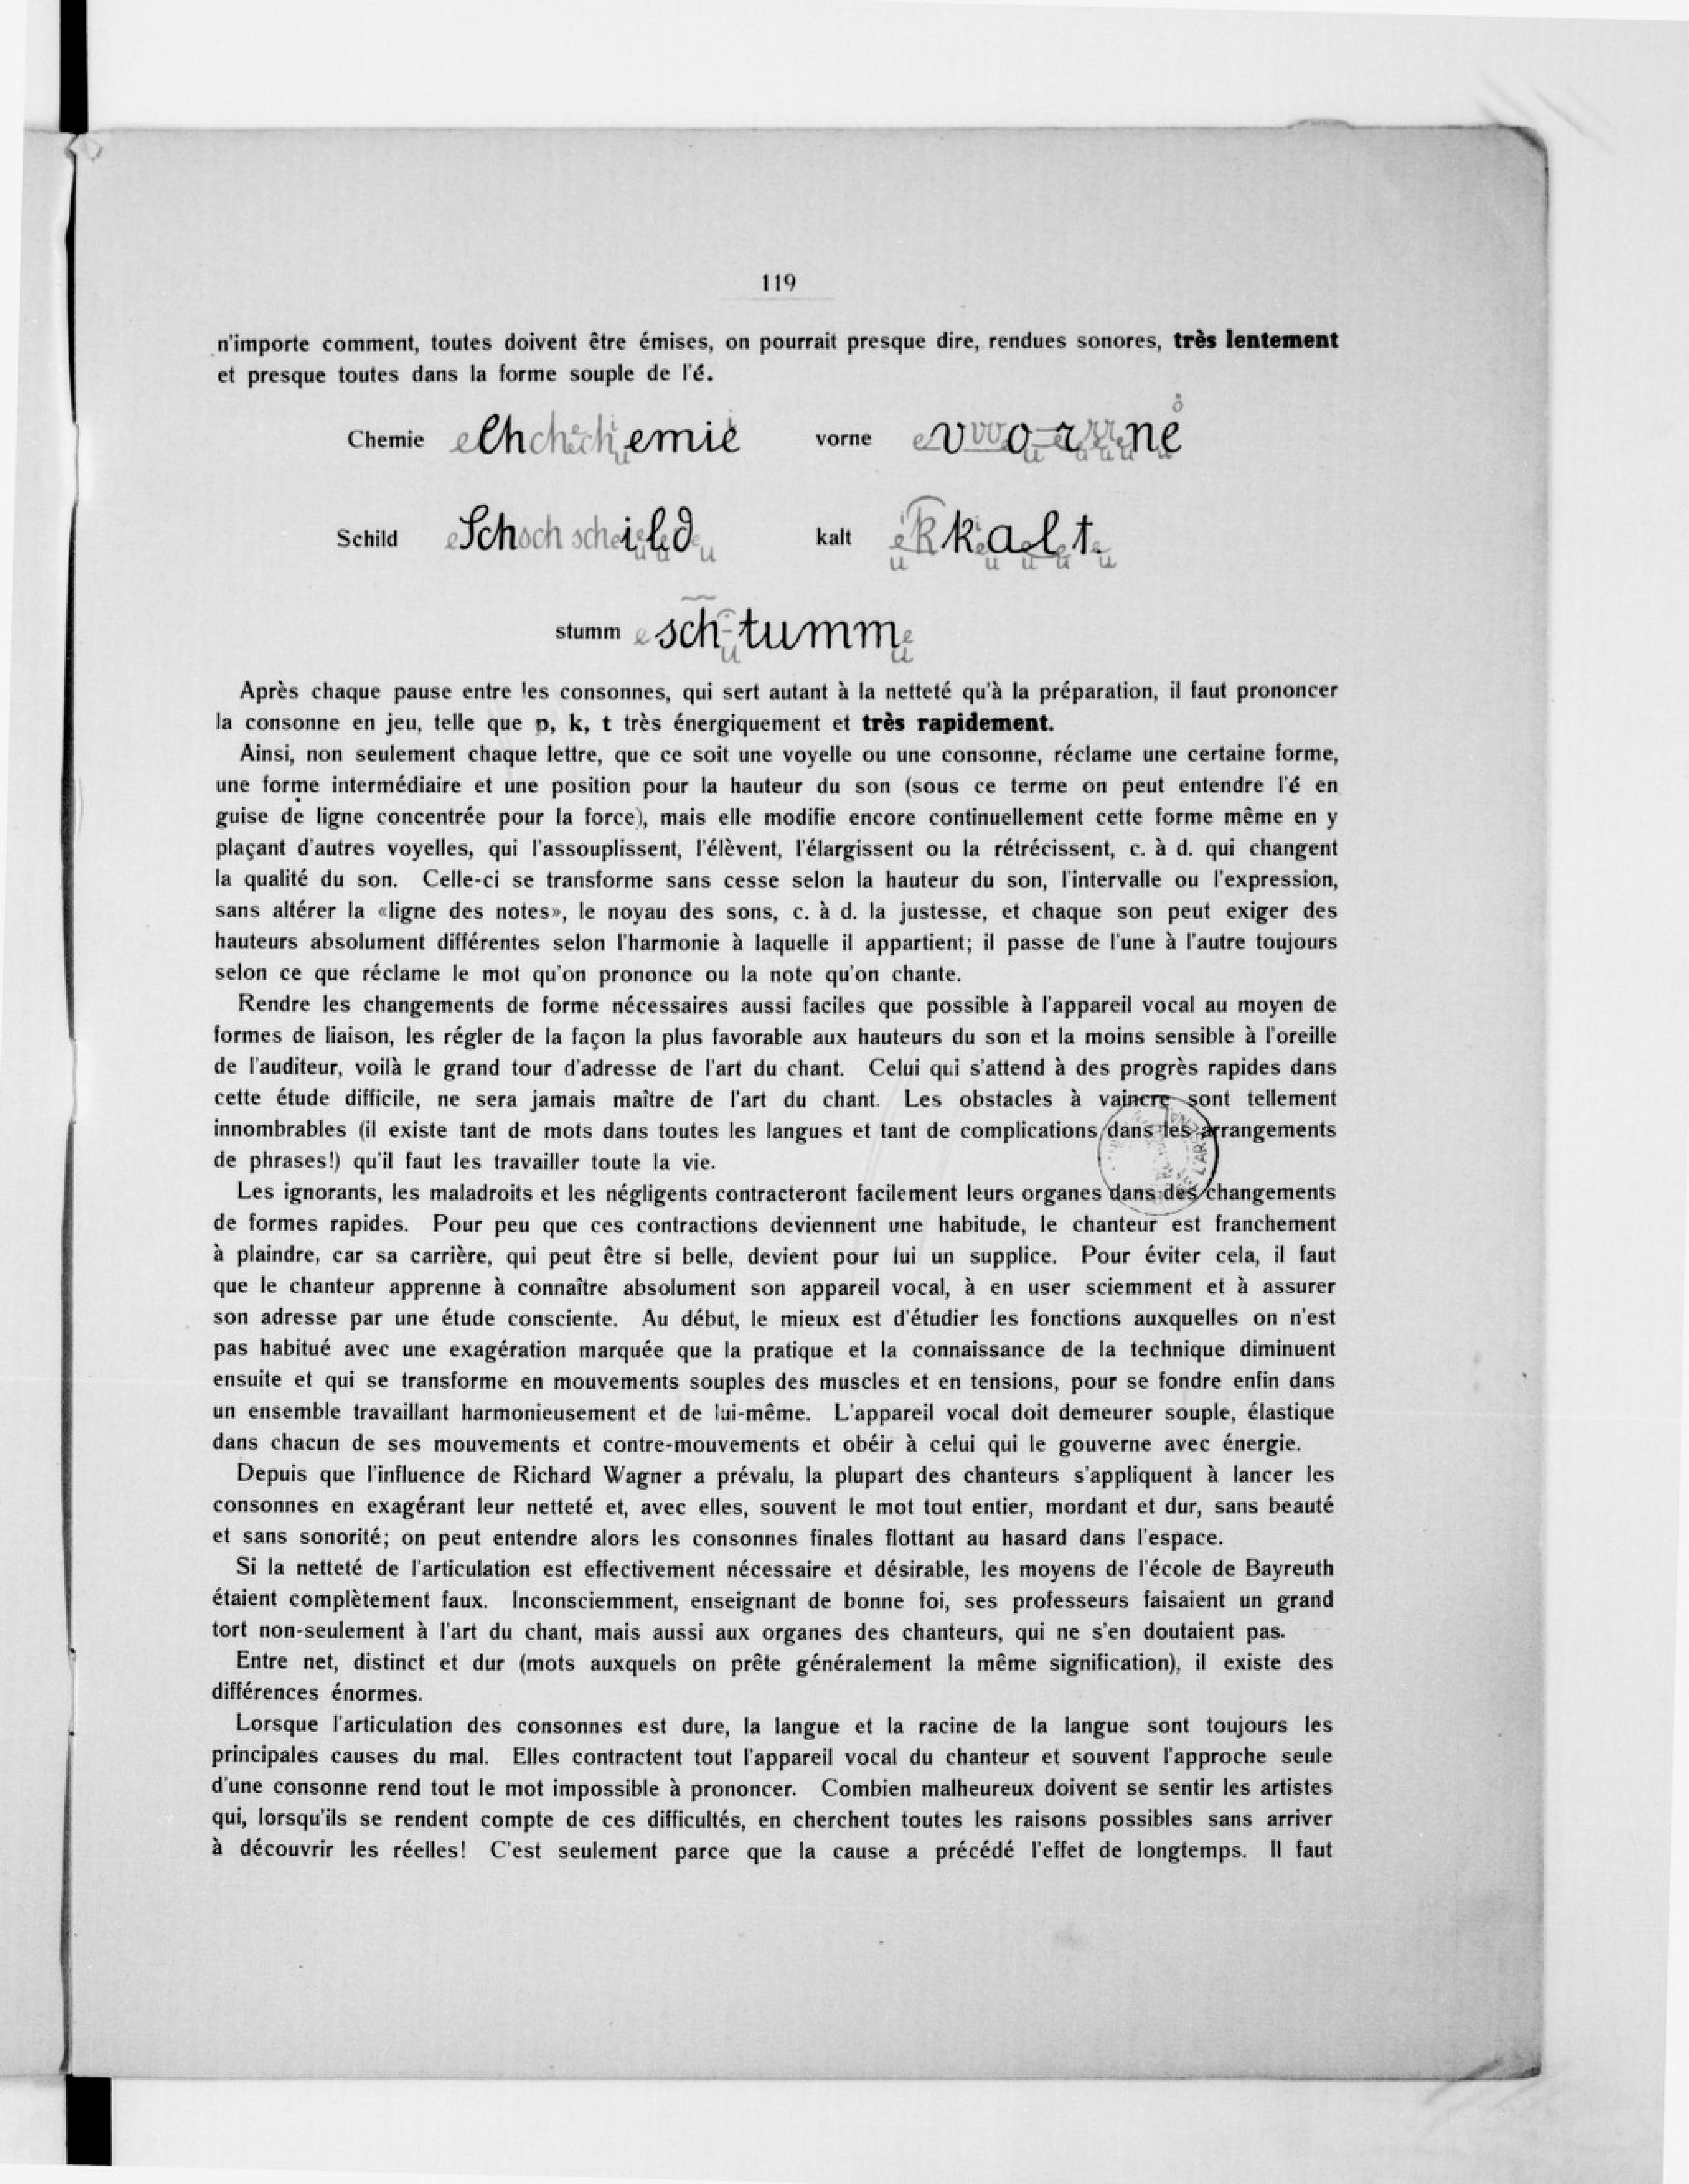 119
n'importe comment, toutes doivent être émises, on pourrait presque dire, rendues sonores, très lentement
et presque toutes dans la forme souple de l'é.
Chemie eChchchchemie vorne
Schild eSchschscheild kalt
stumm eschtumm
Après chaque pause entre les consonnes, qui sert autant à la netteté qu'à la préparation, il faut prononcer
la consonne en jeu, telle que p, k, t très énergiquement et très rapidement.
Ainsi, non seulement chaque lettre, que ce soit une voyelle ou une consonne, réclame une certaine forme,
une forme intermédiaire et une position pour la hauteur du son (sous ce terme on peut entendre l'é en
guise de ligne concentrée pour la force), mais elle modifie encore continuellement cette forme même en y
plaçant d'autres voyelles, qui l'assouplissent, l'élèvent, l'élargissent ou la rétrécissent, c. à d. qui changent
la qualité du son. Celle-ci se transforme sans cesse selon la hauteur du son, l'intervalle ou l'expression,
sans altérer la «ligne des notes», le noyau des sons, c. à d. la justesse, et chaque son peut exiger des
hauteurs absolument différentes selon l'harmonie à laquelle il appartient; il passe de l'une à l'autre toujours
selon ce que réclame le mot qu'on prononce ou la note qu'on chante.
Rendre les changements de forme nécessaires aussi faciles que possible à l'appareil vocal au moyen de
formes de liaison, les régler de la façon la plus favorable aux hauteurs du son et la moins sensible à l'oreille
de l'auditeur, voilà le grand tour d'adresse de l'art du chant. Celui qui s'attend à des progrès rapides dans
cette étude difficile, ne sera jamais maître de l'art du chant. Les obstacles à vaincre sont tellement
innombrables (il existe tant de mots dans toutes les langues et tant de complications dans les arrangements
de phrases!) qu'il faut les travailler toute la vie.
Les ignorants, les maladroits et les négligents contracteront facilement leurs organes dans des changements
de formes rapides. Pour peu que ces contractions deviennent une habitude, le chanteur est franchement
à plaindre, car sa carrière, qui peut être si belle, devient pour lui un supplice. Pour éviter cela, il faut
que le chanteur apprenne à connaître absolument son appareil vocal, à en user sciemment et à assurer
son adresse par une étude consciente. Au début, le mieux est d'étudier les fonctions auxquelles on n'est
pas habitué avec une exagération marquée que la pratique et la connaissance de la technique diminuent
ensuite et qui se transforme en mouvements souples des muscles et en tensions, pour se fondre enfin dans
un ensemble travaillant harmonieusement et de lui-même. L'appareil vocal doit demeurer souple, élastique
dans chacun de ses mouvements et contre-mouvements et obéir à celui qui le gouverne avec énergie.
Depuis que l'influence de Richard Wagner a prévalu, la plupart des chanteurs s'appliquent à lancer les
consonnes en exagérant leur netteté et, avec elles, souvent le mot tout entier, mordant et dur, sans beauté
et sans sonorité; on peut entendre alors les consonnes finales flottant au hasard dans l'espace.
Si la netteté de l'articulation est effectivement nécessaire et désirable, les moyens de l'école de Bayreuth
étaient complètement faux. Inconsciemment, enseignant de bonne foi, ses professeurs faisaient un grand
tort non-seulement à l'art du chant, mais aussi aux organes des chanteurs, qui ne s'en doutaient pas.
Entre net, distinct et dur (mots auxquels on prête généralement la même signification), il existe des
différences énormes.
Lorsque l'articulation des consonnes est dure, la langue et la racine de la langue sont toujours les
principales causes du mal. Elles contractent tout l'appareil vocal du chanteur et souvent l'approche seule
d'une consonne rend tout le mot impossible à prononcer. Combien malheureux doivent se sentir les artistes
qui, lorsqu'ils se rendent compte de ces difficultés, en cherchent toutes les raisons possibles sans arriver
à découvrir les réelles! C'est seulement parce que la cause a précédé l'effet de longtemps. Il faut